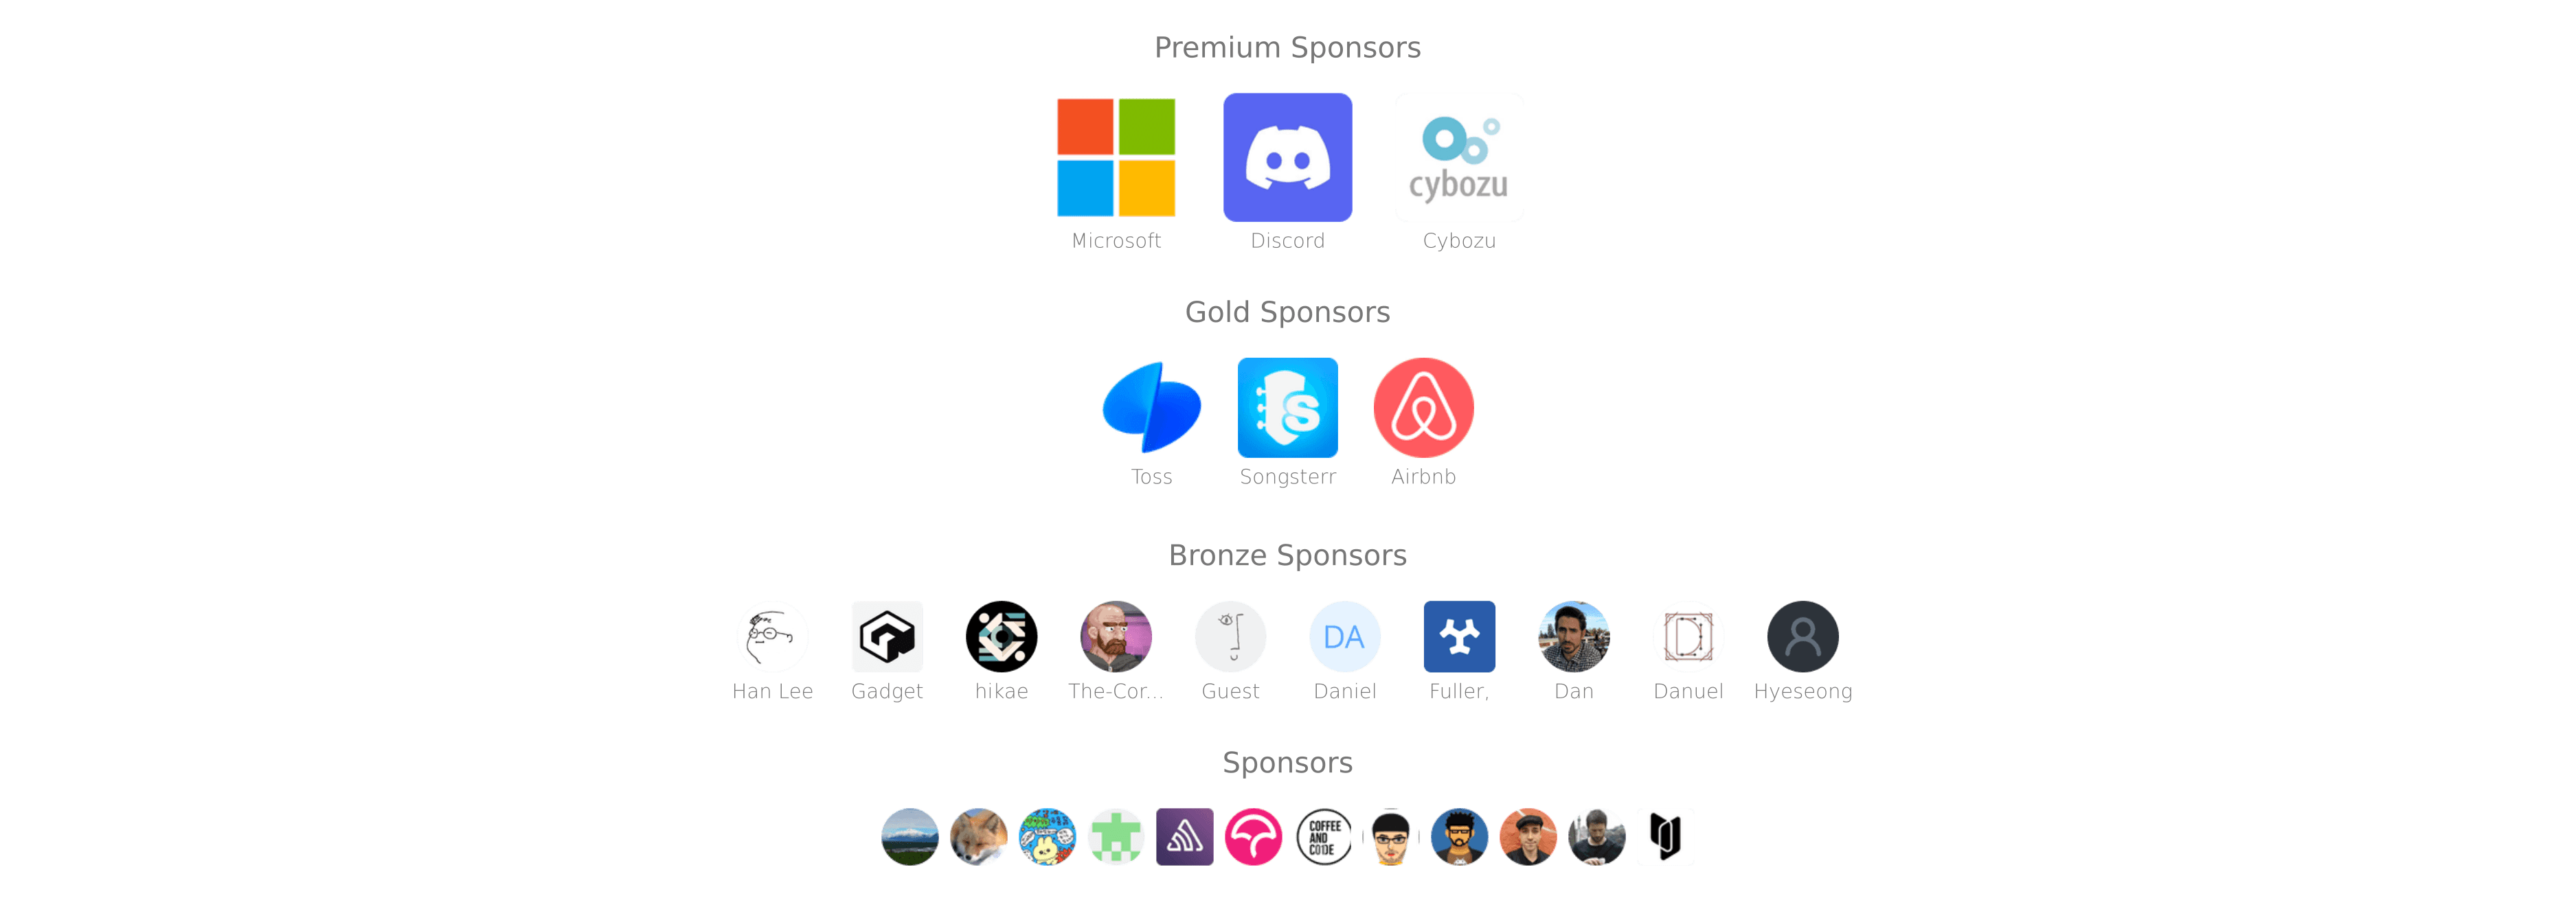 Premium Sponsors
cybozu
Microsoft Discord Cybozu
Gold Sponsors
S
Toss Songsterr Airbnb
Bronze Sponsors
DA D
Han Lee Gadget hikae The-Cor... Guest Daniel Fuller, Dan Danuel Hyeseong
Sponsors
COFFEE
AND
CODE